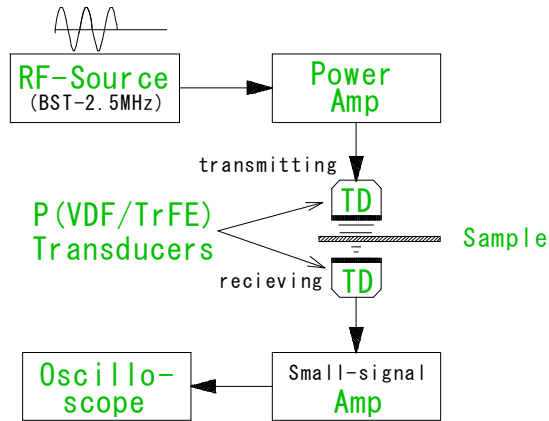 RF-Source
(BST-2.5MHz)
Power
Amp
transmitting
TD
P(VDF/TrFE)
Transducers
Sample
recieving
TD
Oscillo-
scope
Small-signal
Amp